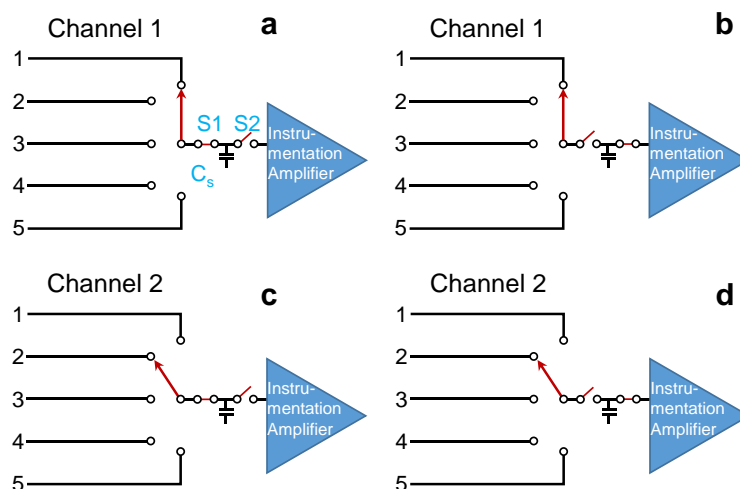 Channel 1
a
1
2
3
4
5
S1 S2
Cs
Instru-
mentation
Amplifier
Channel 1
b
1
2
3
4
5
Instru-
mentation
Amplifier
Channel 2
c
1
2
3
4
5
Instru-
mentation
Amplifier
Channel 2
d
1
2
3
4
5
Instru-
mentation
Amplifier